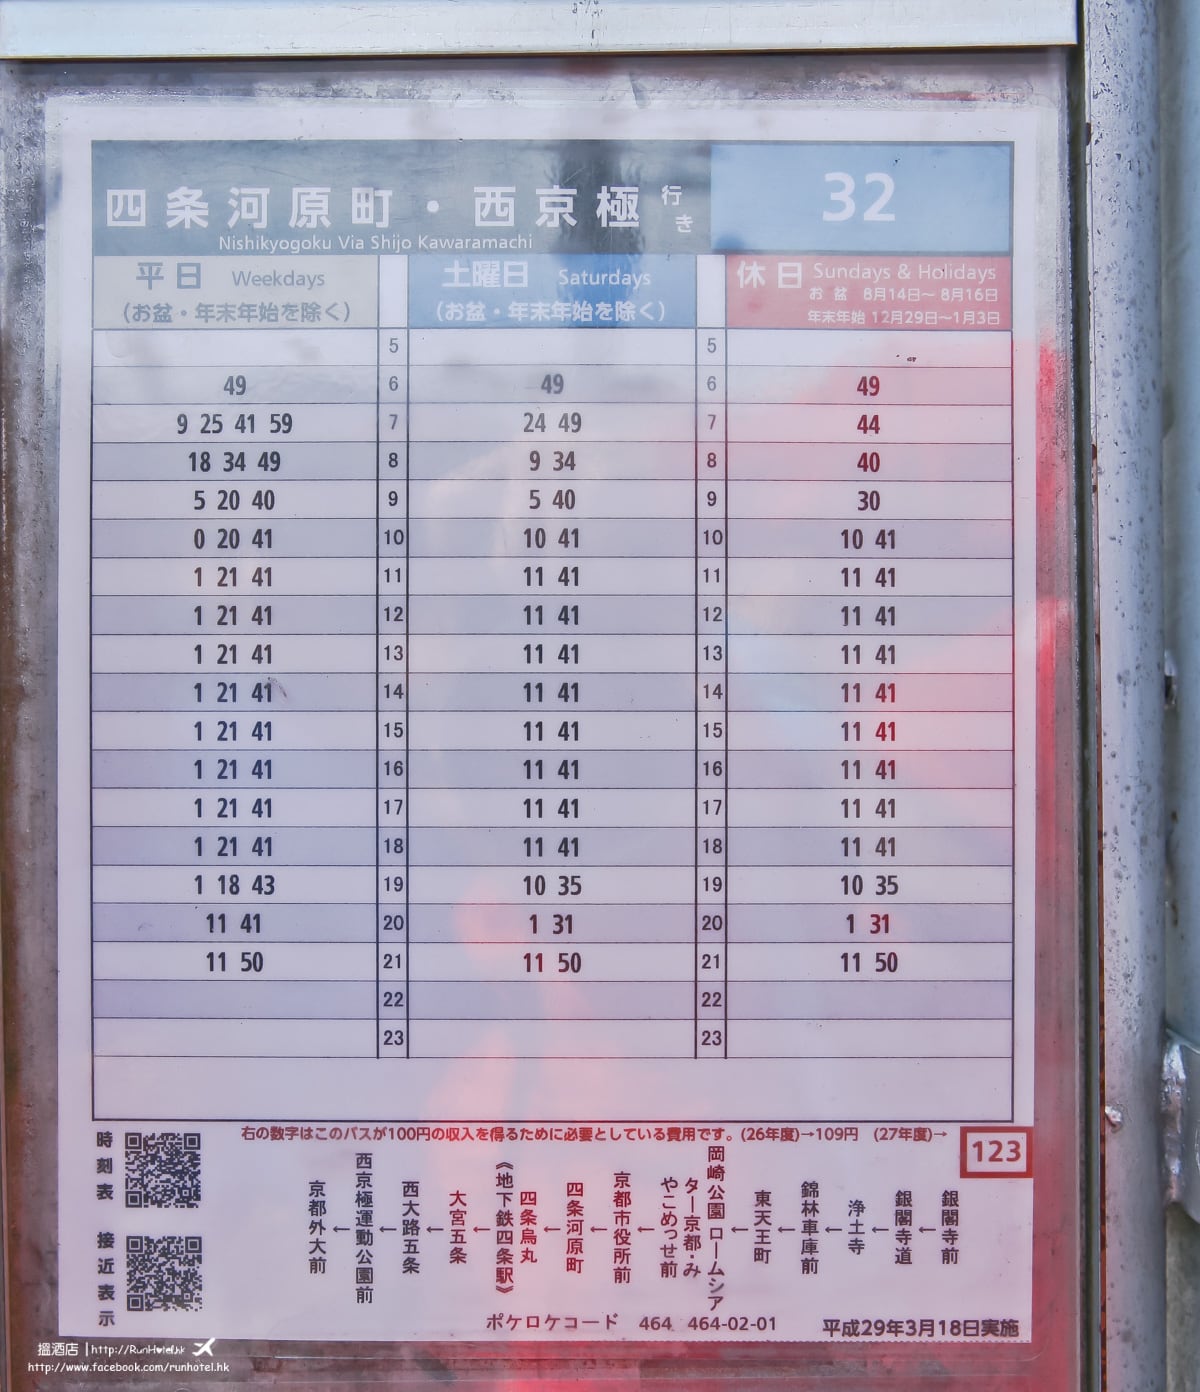 四条河原町・西京極 行き
32
Nishikyogoku Via Shijo Kawaramachi
平日 Weekdays
(お盆・年末年始を除く)
土曜日 Saturdays
(お盆・年末年始を除く)
休日 Sundays & Holidays
お盆 8月14日〜8月16日
年末年始 12月29日〜1月3日
5 5
49 6 49 6 49
9 25 41 59 7 24 49 7 44
18 34 49 8 9 34 8 40
5 20 40 9 5 40 9 30
0 20 41 10 10 41 10 10 41
1 21 41 11 11 41 11 11 41
1 21 41 12 11 41 12 11 41
1 21 41 13 11 41 13 11 41
1 21 41 14 11 41 14 11 41
1 21 41 15 11 41 15 11 41
1 21 41 16 11 41 16 11 41
1 21 41 17 11 41 17 11 41
1 21 41 18 11 41 18 11 41
1 18 43 19 10 35 19 10 35
11 41 20 1 31 20 1 31
11 50 21 11 50 21 11 50
22 22
23 23
右の数字はこのバスが100円の収入を得るために必要としている費用です。(26年度)→109円 (27年度)→
123
時刻表
接近表示
銀閣寺前
←
銀閣寺道
←
浄土寺
←
錦林車庫前
←
東天王町
←
岡崎公園 ロームシア
ター京都・み
やこめっせ前
←
京都市役所前
←
四条河原町
←
四条烏丸
《地下鉄四条駅》
←
大宮五条
←
西大路五条
←
西京極運動公園前
←
京都外大前
ポケロケコード 464 464-02-01
平成29年3月18日実施
搵酒店 | http://RunHotel.hk
http://www.facebook.com/runhotel.hk